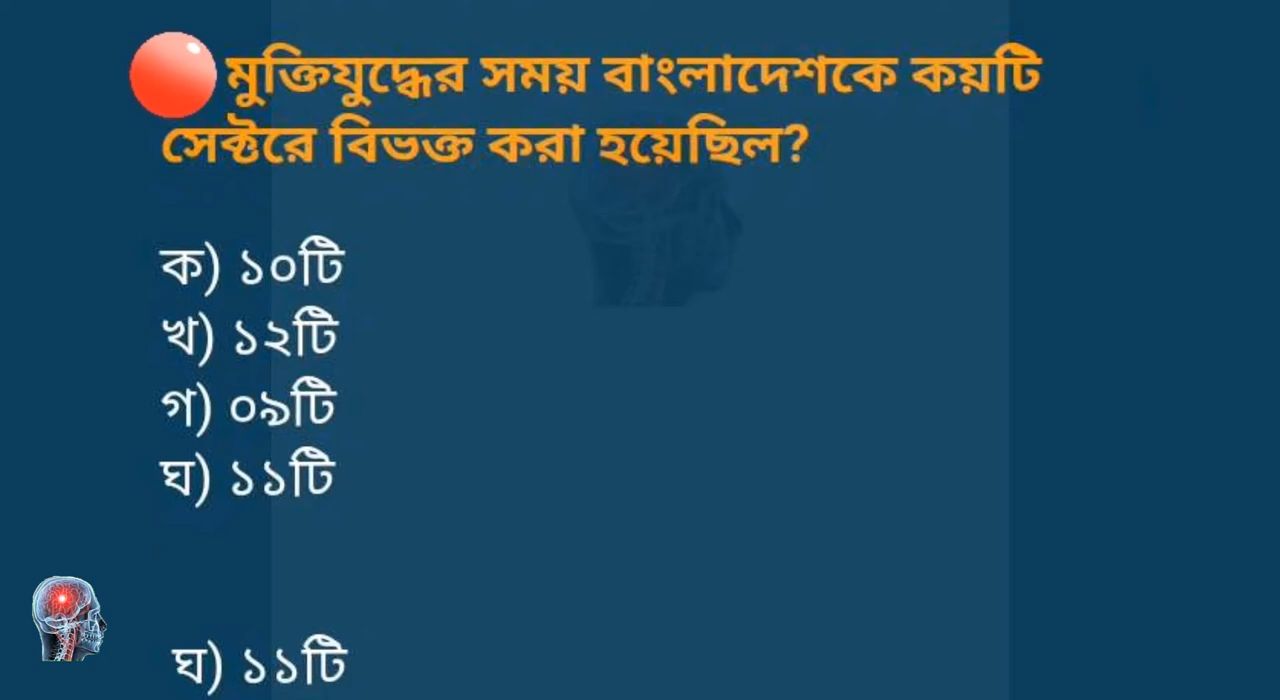 মুক্তিযুদ্ধের সময় বাংলাদেশকে কয়টি
সেক্টরে বিভক্ত করা হয়েছিল?
ক) ১০টি
খ) ১২টি
গ) ০৯টি
ঘ) ১১টি
ঘ) ১১টি